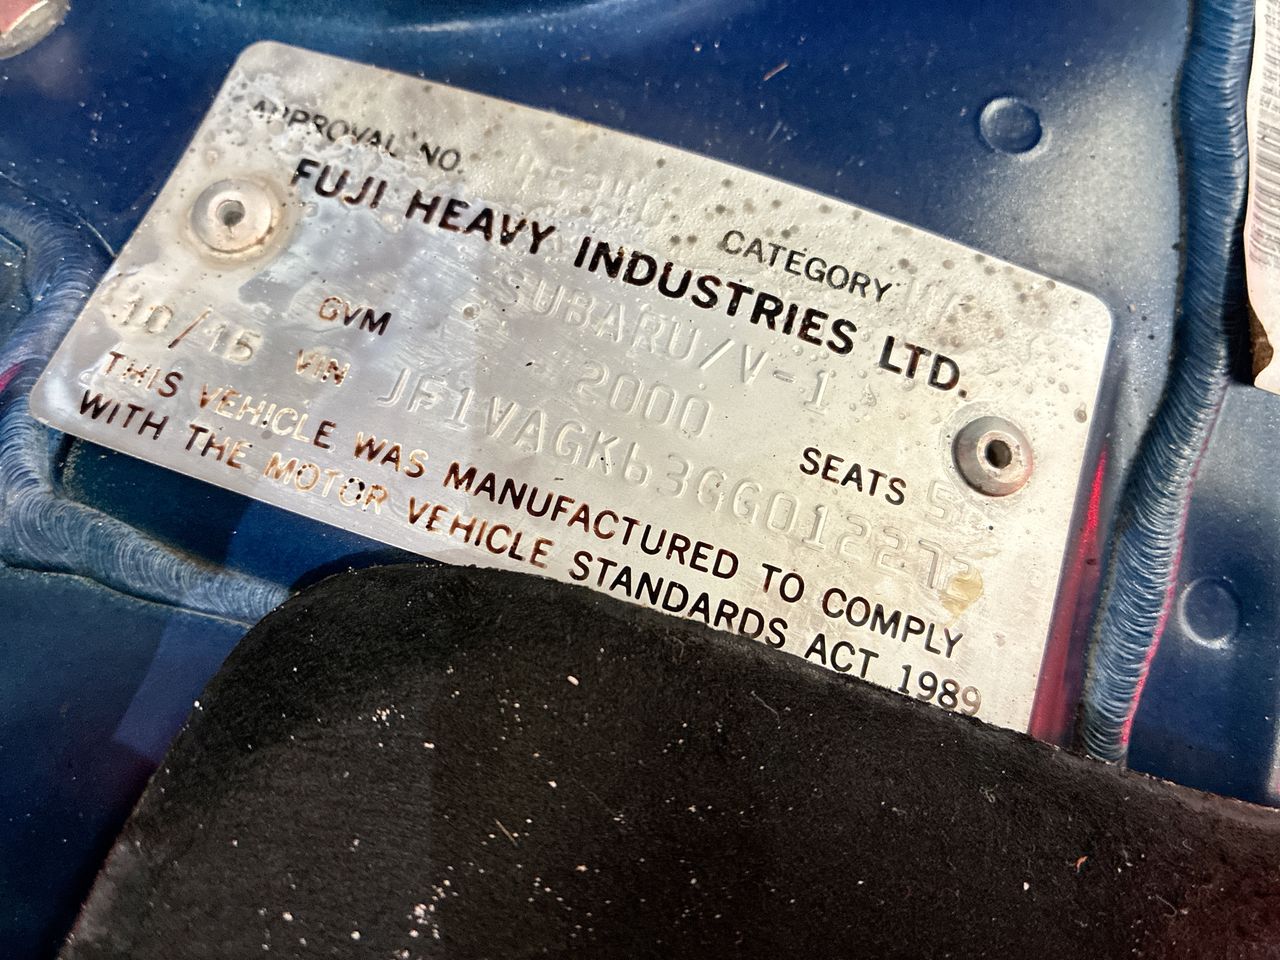 APPROVAL NO. CATEGORY
FUJI HEAVY INDUSTRIES LTD.
SUBARU/V-1
GVM 2000 SEATS 5
10/15 VIN JF1VAGK63GG012272
THIS VEHICLE WAS MANUFACTURED TO COMPLY
WITH THE MOTOR VEHICLE STANDARDS ACT 1989